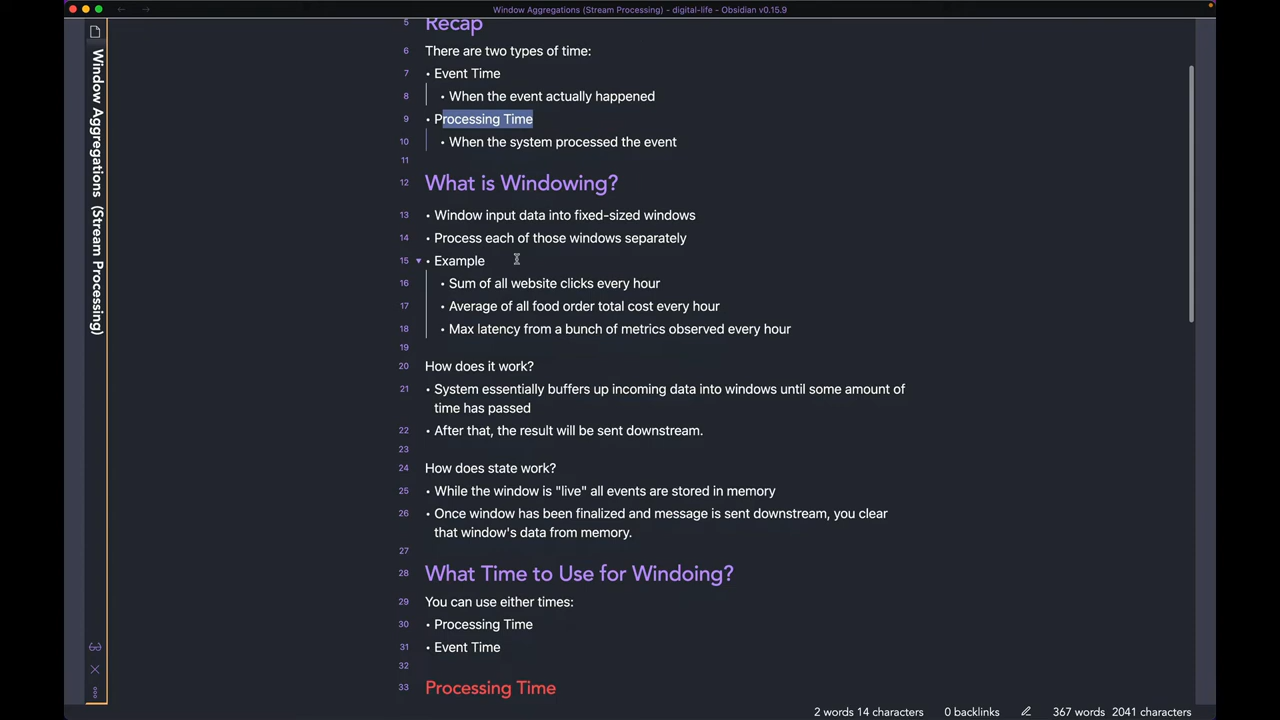 Window Aggregations (Stream Processing) - digital-life - Obsidian v0.15.9
Window Aggregations (Stream Processing)
5 Recap
6 There are two types of time:
7 • Event Time
8 • When the event actually happened
9 • Processing Time
10 • When the system processed the event
11
12 What is Windowing?
13 • Window input data into fixed-sized windows
14 • Process each of those windows separately
15 • Example
16 • Sum of all website clicks every hour
17 • Average of all food order total cost every hour
18 • Max latency from a bunch of metrics observed every hour
19
20 How does it work?
21 • System essentially buffers up incoming data into windows until some amount of
time has passed
22 • After that, the result will be sent downstream.
23
24 How does state work?
25 • While the window is "live" all events are stored in memory
26 • Once window has been finalized and message is sent downstream, you clear
that window's data from memory.
27
28 What Time to Use for Windoing?
29 You can use either times:
30 • Processing Time
31 • Event Time
32
33 Processing Time
2 words 14 characters 0 backlinks 367 words 2041 characters